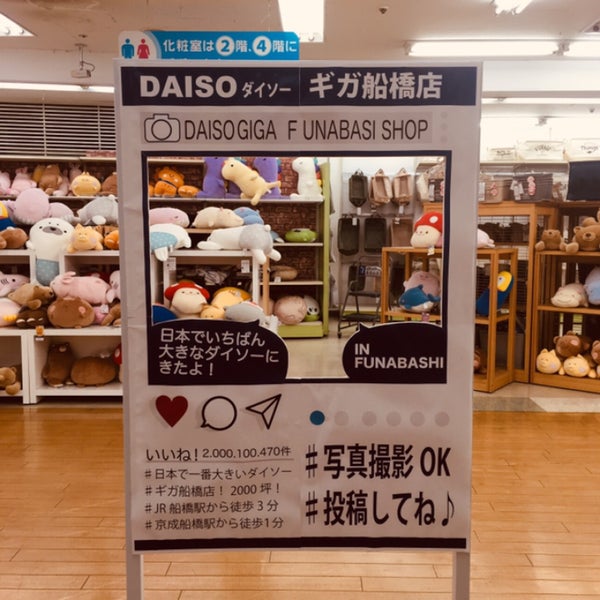 化粧室は2階、4階に
DAISO ダイソー ギガ船橋店
DAISO GIGA F UNABASI SHOP
日本でいちばん
大きなダイソーに
きたよ！
IN
FUNABASHI
いいね！2.000.100.470件
#日本で一番大きいダイソー
#ギガ船橋店！2000坪！
#JR船橋駅から徒歩3分
#京成船橋駅から徒歩1分
#写真撮影OK
#投稿してね♪